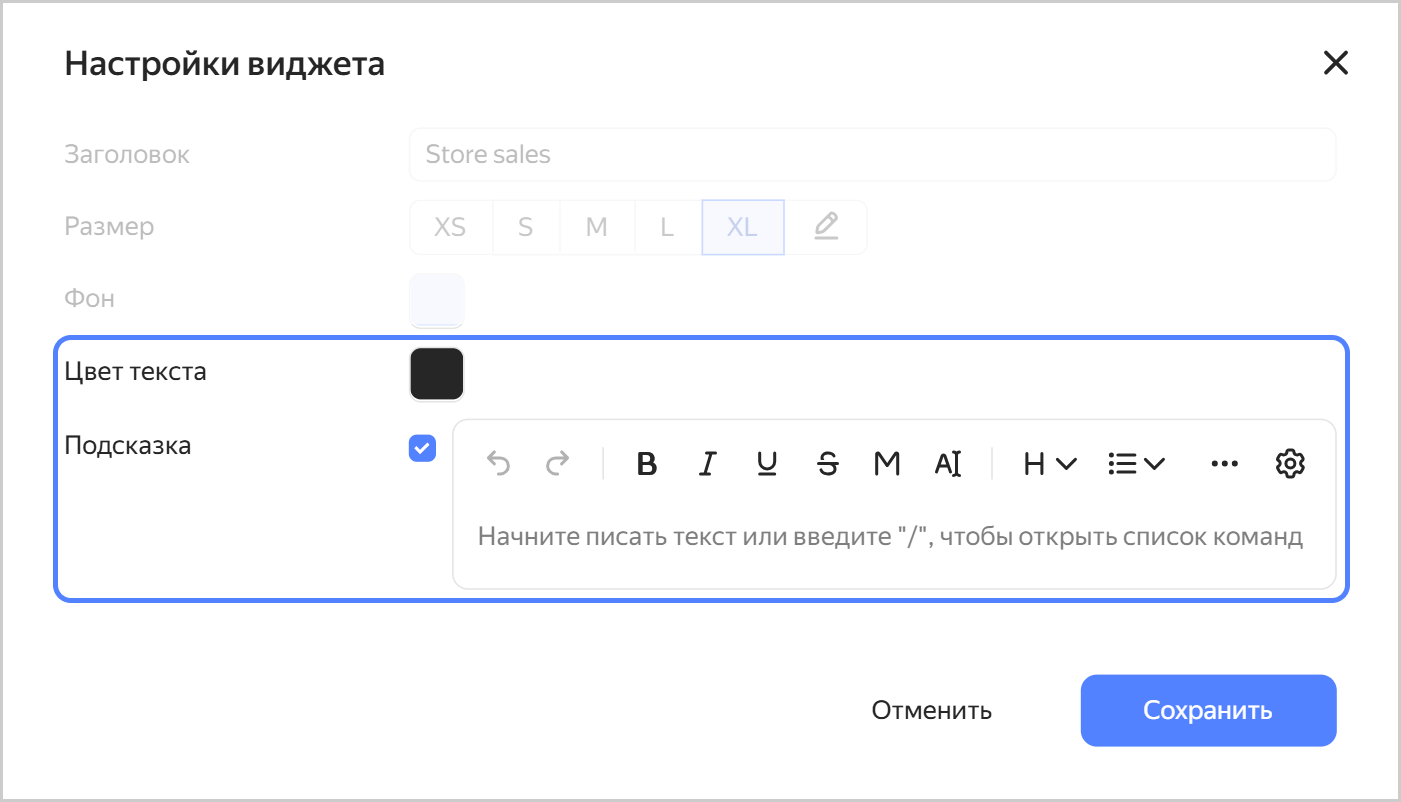 Настройки виджета
Заголовок
Store sales
Размер
XS S M L XL
Фон
Цвет текста
Подсказка
B I U S M AI H
Начните писать текст или введите "/", чтобы открыть список команд
Отменить
Сохранить